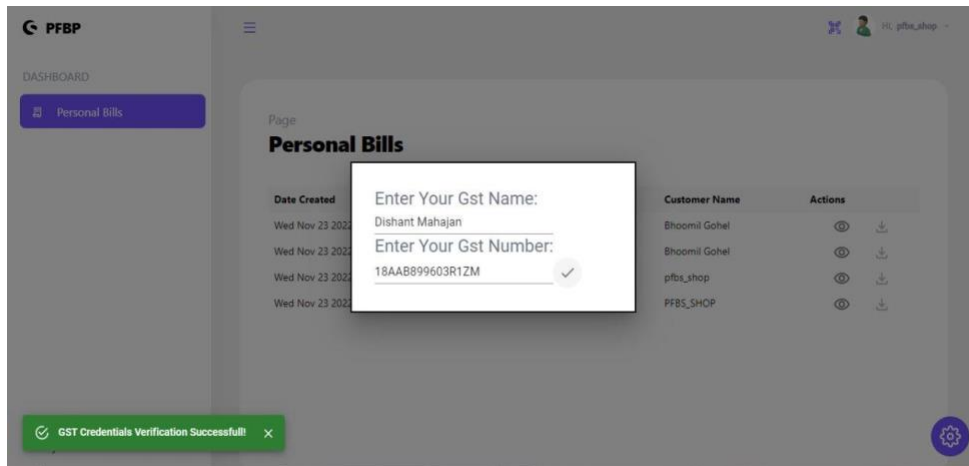 PFBP
Hi, pfbs_shop
DASHBOARD
Personal Bills
Page
Personal Bills
Date Created Customer Name Actions
Wed Nov 23 2022 Bhoomil Gohel
Wed Nov 23 2022 Bhoomil Gohel
Wed Nov 23 2022 pfbs_shop
Wed Nov 23 2022 PFBS_SHOP
Enter Your Gst Name:
Dishant Mahajan
Enter Your Gst Number:
18AAB899603R1ZM
GST Credentials Verification Successful!